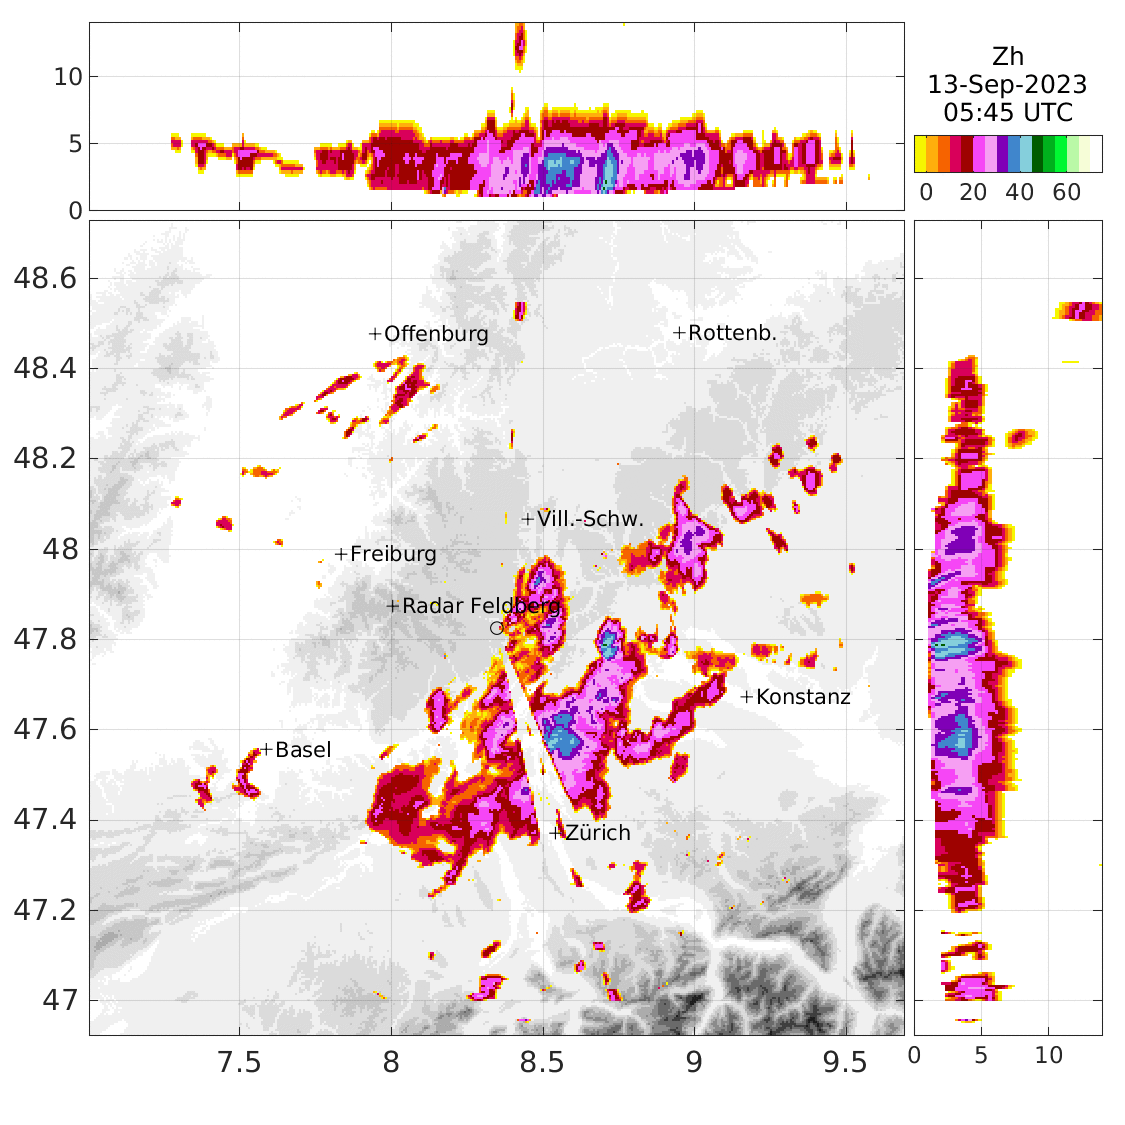 10
5
0
Zh
13-Sep-2023
05:45 UTC
0 20 40 60
48.6
48.4
48.2
48
47.8
47.6
47.4
47.2
47
+Offenburg
+Rottenb.
+Vill.-Schw.
+Freiburg
+Radar Feldberg
+Konstanz
+Basel
+Zürich
7.5 8 8.5 9 9.5
0 5 10